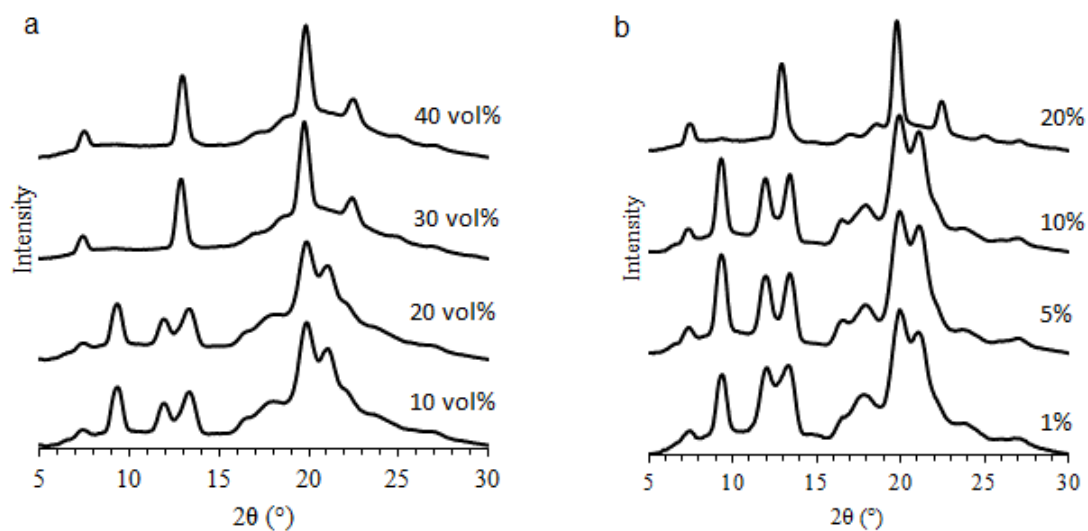 a
40 vol%
30 vol%
20 vol%
10 vol%
Intensity
5 10 15 20 25 30
2θ (°)
b
20%
10%
5%
1%
Intensity
5 10 15 20 25 30
2θ (°)